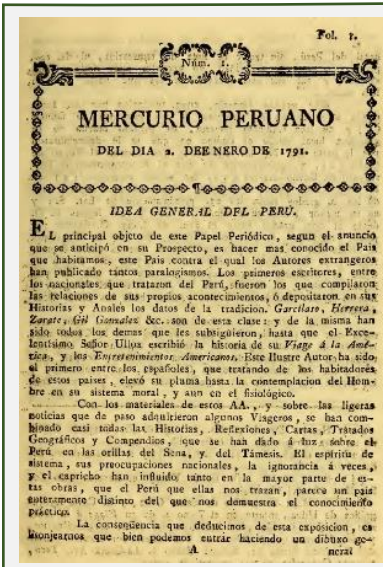 Fol. 1.
Núm. 1.
MERCURIO PERUANO
DEL DIA 2. DEENERO DE 1791.
IDEA GENERAL DEL PERÚ.
EL principal objeto de este Papel Periódico, segun el anuncio
que se anticipó en su Prospecto, es hacer mas conocido el Pais
que habitamos, este Pais contra el qual los Autores extrangeros
han publicado tantos paralogismos. Los primeros escritores, entre
los nacionales que trataron del Perú, fueron los que compilaron
las relaciones de sus propios acontecimientos, ó depositaron en sus
Historias y Anales los datos de la tradicion. Garcilaso, Herrera,
Zarate, Gil Gonzalez &c. son de esta clase: y de la misma han
sido todos los demas que les subsiguieron, hasta que el Exce-
lentísimo Señor Ulloa escribió la historia de su Viage á la Amé-
rica, y los Entretenimientos Americanos. Este Ilustre Autor ha sido
el primero entre los españoles, que tratando de los habitadores
de estos paises, elevó su pluma hasta la contemplacion del Hom-
bre en su sistema moral, y aun en el fisiológico.
Con los materiales de estos AA., y sobre las ligeras
noticias que de paso adquirieron algunos Viageros, se han com-
binado casi todas las Historias, Reflexiones, Cartas, Tratados
Geográficos y Compendios, que se han dado á luz sobre el
Perú en las orillas del Sena, y del Támesis. El espíritu de
sistema, sus preocupaciones nacionales, la ignorancia á veces,
y el capricho han influido tanto en la mayor parte de es-
tas obras, que el Perú que ellas nos trazan, parece un pais
enteramente distinto del que nos demuestra el conocimiento
práctico.
La conseqüencia que deducimos de esta exposicion, es
lisonjearnos que bien podemos entrar haciendo un dibuxo ge-
A
neral